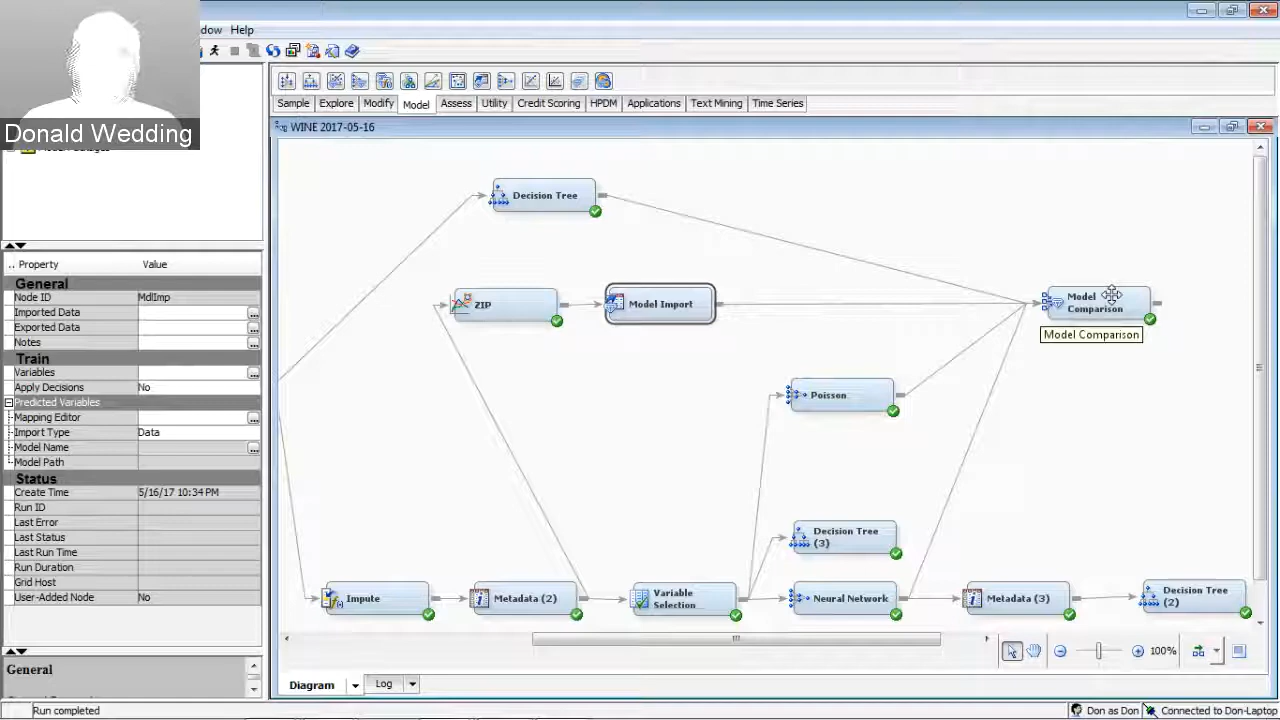 dow Help
Donald Wedding
Sample Explore Modify Model Assess Utility Credit Scoring HPDM Applications Text Mining Time Series
WINE 2017-05-16
.. Property Value
General
Node ID MdlImp
Imported Data ...
Exported Data ...
Notes ...
Train
Variables ...
Apply Decisions No
Predicted Variables
Mapping Editor ...
Import Type Data
Model Name ...
Model Path
Status
Create Time 5/16/17 10:34 PM
Run ID
Last Error
Last Status
Last Run Time
Run Duration
Grid Host
User-Added Node No
General
Decision Tree
ZIP
Model Import
Model
Comparison
Model Comparison
Poisson
Decision Tree
(3)
Impute
Metadata (2)
Variable
Selection
Neural Network
Metadata (3)
Decision Tree
(2)
100%
Diagram Log
Run completed
Don as Don
Connected to Don-Laptop